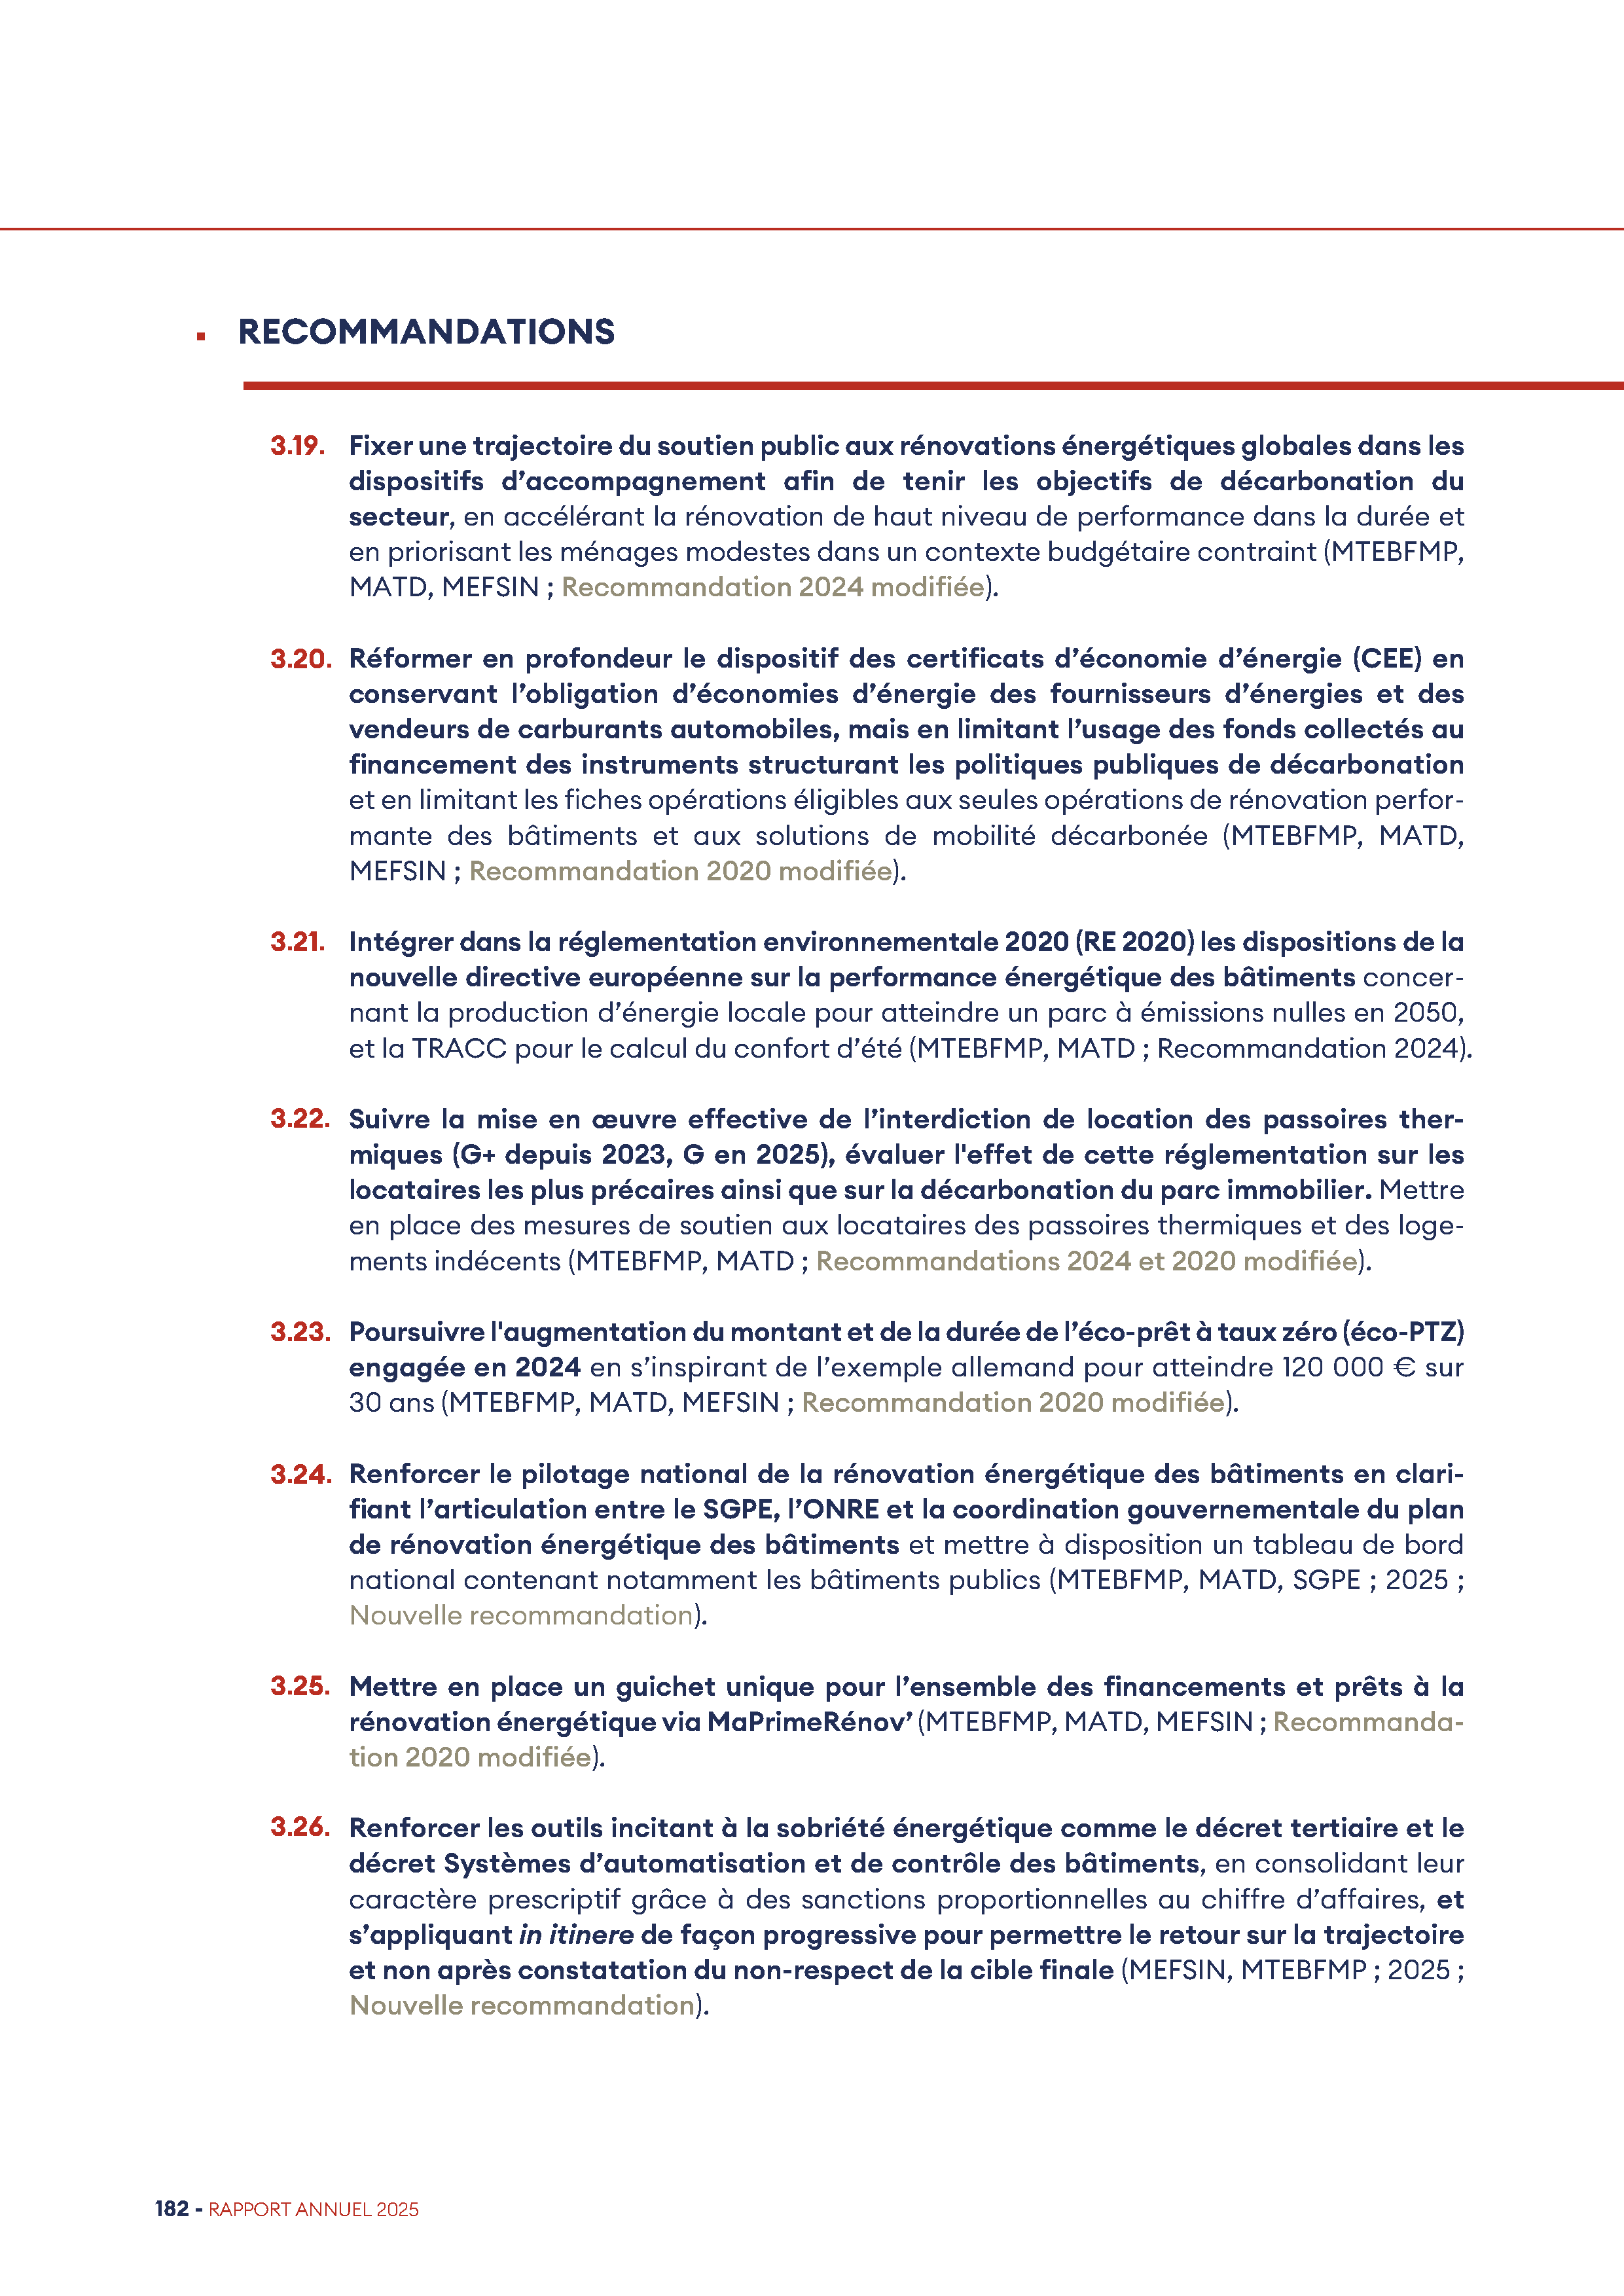 RECOMMANDATIONS
3.19. Fixer une trajectoire du soutien public aux rénovations énergétiques globales dans les
dispositifs d’accompagnement afin de tenir les objectifs de décarbonation du
secteur, en accélérant la rénovation de haut niveau de performance dans la durée et
en priorisant les ménages modestes dans un contexte budgétaire contraint (MTEBFMP,
MATD, MEFSIN ; Recommandation 2024 modifiée).
3.20. Réformer en profondeur le dispositif des certificats d’économie d’énergie (CEE) en
conservant l’obligation d’économies d’énergie des fournisseurs d’énergies et des
vendeurs de carburants automobiles, mais en limitant l’usage des fonds collectés au
financement des instruments structurant les politiques publiques de décarbonation
et en limitant les fiches opérations éligibles aux seules opérations de rénovation perfor-
mante des bâtiments et aux solutions de mobilité décarbonée (MTEBFMP, MATD,
MEFSIN ; Recommandation 2020 modifiée).
3.21. Intégrer dans la réglementation environnementale 2020 (RE 2020) les dispositions de la
nouvelle directive européenne sur la performance énergétique des bâtiments concer-
nant la production d’énergie locale pour atteindre un parc à émissions nulles en 2050,
et la TRACC pour le calcul du confort d’été (MTEBFMP, MATD ; Recommandation 2024).
3.22. Suivre la mise en œuvre effective de l’interdiction de location des passoires ther-
miques (G+ depuis 2023, G en 2025), évaluer l'effet de cette réglementation sur les
locataires les plus précaires ainsi que sur la décarbonation du parc immobilier. Mettre
en place des mesures de soutien aux locataires des passoires thermiques et des loge-
ments indécents (MTEBFMP, MATD ; Recommandations 2024 et 2020 modifiée).
3.23. Poursuivre l'augmentation du montant et de la durée de l’éco-prêt à taux zéro (éco-PTZ)
engagée en 2024 en s’inspirant de l’exemple allemand pour atteindre 120 000 € sur
30 ans (MTEBFMP, MATD, MEFSIN ; Recommandation 2020 modifiée).
3.24. Renforcer le pilotage national de la rénovation énergétique des bâtiments en clari-
fiant l’articulation entre le SGPE, l’ONRE et la coordination gouvernementale du plan
de rénovation énergétique des bâtiments et mettre à disposition un tableau de bord
national contenant notamment les bâtiments publics (MTEBFMP, MATD, SGPE ; 2025 ;
Nouvelle recommandation).
3.25. Mettre en place un guichet unique pour l’ensemble des financements et prêts à la
rénovation énergétique via MaPrimeRénov’ (MTEBFMP, MATD, MEFSIN ; Recommanda-
tion 2020 modifiée).
3.26. Renforcer les outils incitant à la sobriété énergétique comme le décret tertiaire et le
décret Systèmes d’automatisation et de contrôle des bâtiments, en consolidant leur
caractère prescriptif grâce à des sanctions proportionnelles au chiffre d’affaires, et
s’appliquant in itinere de façon progressive pour permettre le retour sur la trajectoire
et non après constatation du non-respect de la cible finale (MEFSIN, MTEBFMP ; 2025 ;
Nouvelle recommandation).
182 - RAPPORT ANNUEL 2025